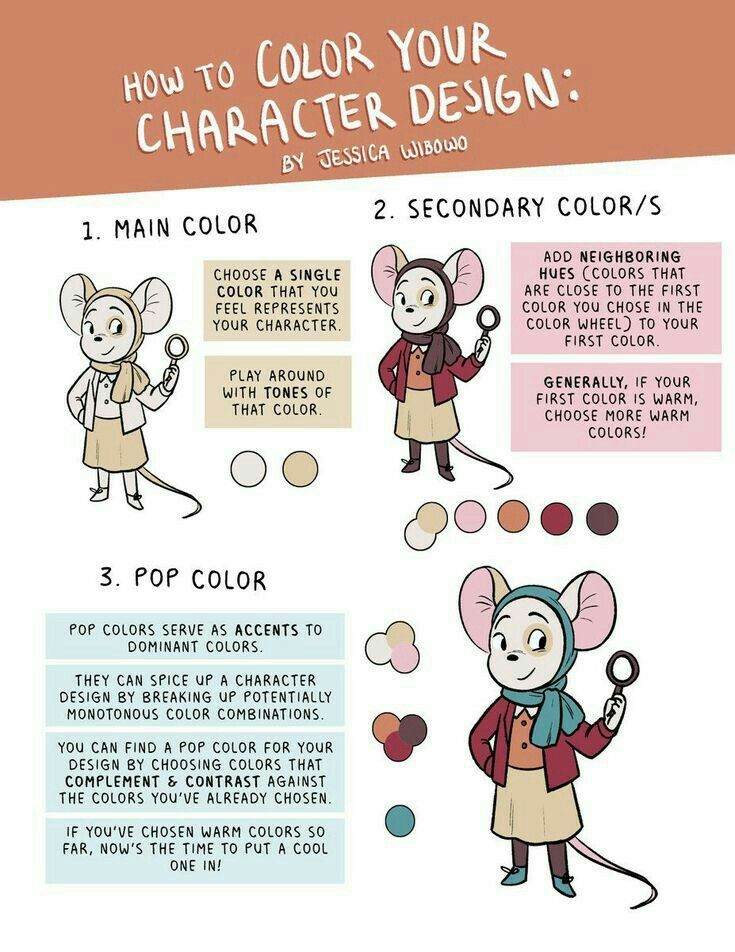 HOW TO COLOR YOUR
CHARACTER DESIGN:
BY JESSICA WIBOWO
1. MAIN COLOR
CHOOSE A SINGLE
COLOR THAT YOU
FEEL REPRESENTS
YOUR CHARACTER.
PLAY AROUND
WITH TONES OF
THAT COLOR.
2. SECONDARY COLOR/S
ADD NEIGHBORING
HUES (COLORS THAT
ARE CLOSE TO THE FIRST
COLOR YOU CHOSE IN THE
COLOR WHEEL) TO YOUR
FIRST COLOR.
GENERALLY, IF YOUR
FIRST COLOR IS WARM,
CHOOSE MORE WARM
COLORS!
3. POP COLOR
POP COLORS SERVE AS ACCENTS TO
DOMINANT COLORS.
THEY CAN SPICE UP A CHARACTER
DESIGN BY BREAKING UP POTENTIALLY
MONOTONOUS COLOR COMBINATIONS.
YOU CAN FIND A POP COLOR FOR YOUR
DESIGN BY CHOOSING COLORS THAT
COMPLEMENT & CONTRAST AGAINST
THE COLORS YOU'VE ALREADY CHOSEN.
IF YOU'VE CHOSEN WARM COLORS SO
FAR, NOW'S THE TIME TO PUT A COOL
ONE IN!